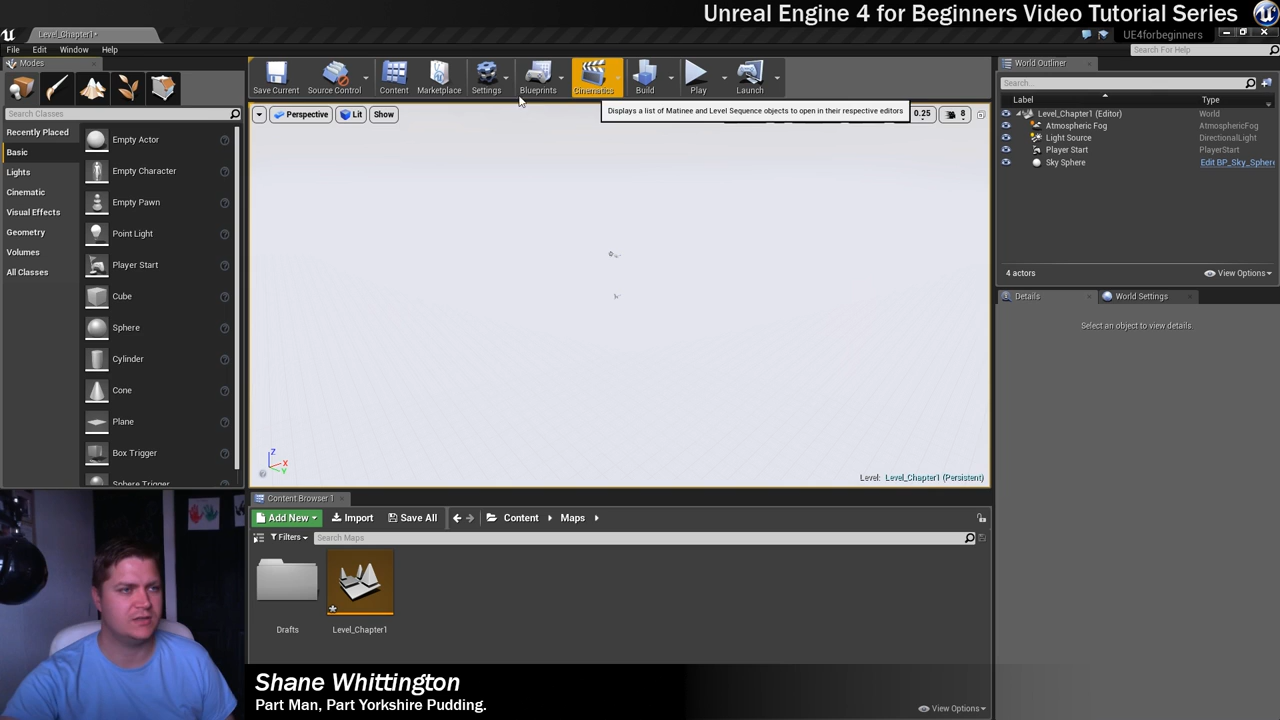 Unreal Engine 4 for Beginners Video Tutorial Series
Level_Chapter1*
UE4forbeginners
File Edit Window Help
Search For Help
Modes
Search Classes
Recently Placed
Basic
Lights
Cinematic
Visual Effects
Geometry
Volumes
All Classes
Empty Actor
Empty Character
Empty Pawn
Point Light
Player Start
Cube
Sphere
Cylinder
Cone
Plane
Box Trigger
Sphere Trigger
Save Current
Source Control
Content
Marketplace
Settings
Blueprints
Cinematics
Build
Play
Launch
Displays a list of Matinee and Level Sequence objects to open in their respective editors
Perspective
Lit
Show
0.25
8
Z
X
Y
Level: Level_Chapter1 (Persistent)
World Outliner
Search...
Label Type
Level_Chapter1 (Editor) World
Atmospheric Fog AtmosphericFog
Light Source DirectionalLight
Player Start PlayerStart
Sky Sphere Edit BP_Sky_Sphere
4 actors
View Options
Details
World Settings
Select an object to view details.
Content Browser 1
Add New
Import
Save All
Content
Maps
Filters
Search Maps
Drafts
Level_Chapter1
View Options
Shane Whittington
Part Man, Part Yorkshire Pudding.